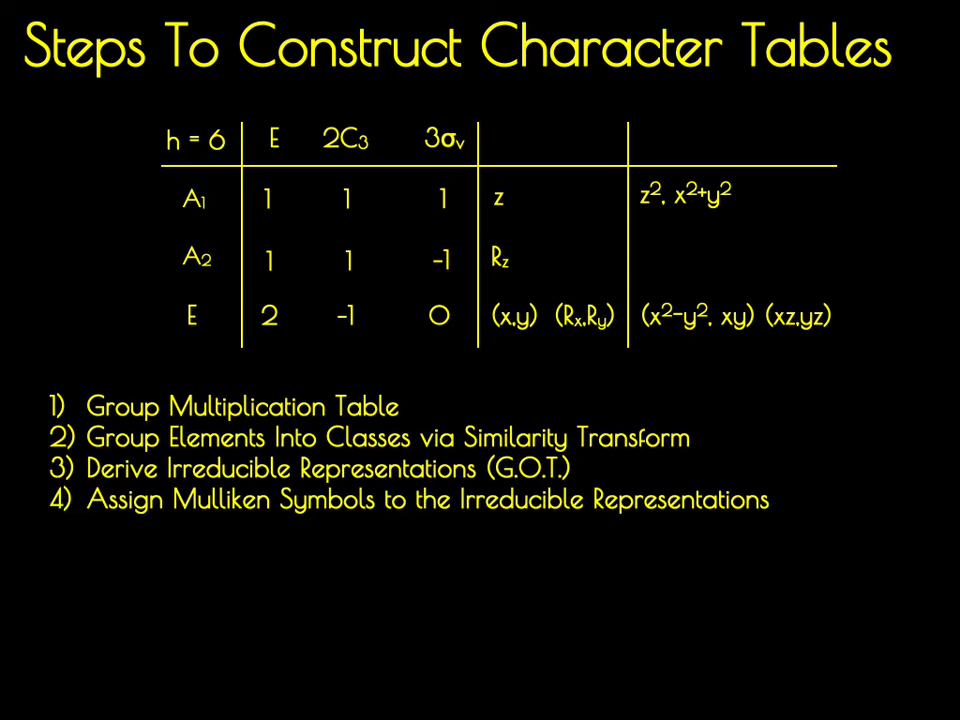 Steps To Construct Character Tables
h = 6 E 2C₃ 3σᵥ
A₁ 1 1 1 z z², x²+y²
A₂ 1 1 -1 R_z
E 2 -1 0 (x,y) (Rₓ,R_y) (x²-y², xy) (xz,yz)
1) Group Multiplication Table
2) Group Elements Into Classes via Similarity Transform
3) Derive Irreducible Representations (G.O.T.)
4) Assign Mulliken Symbols to the Irreducible Representations